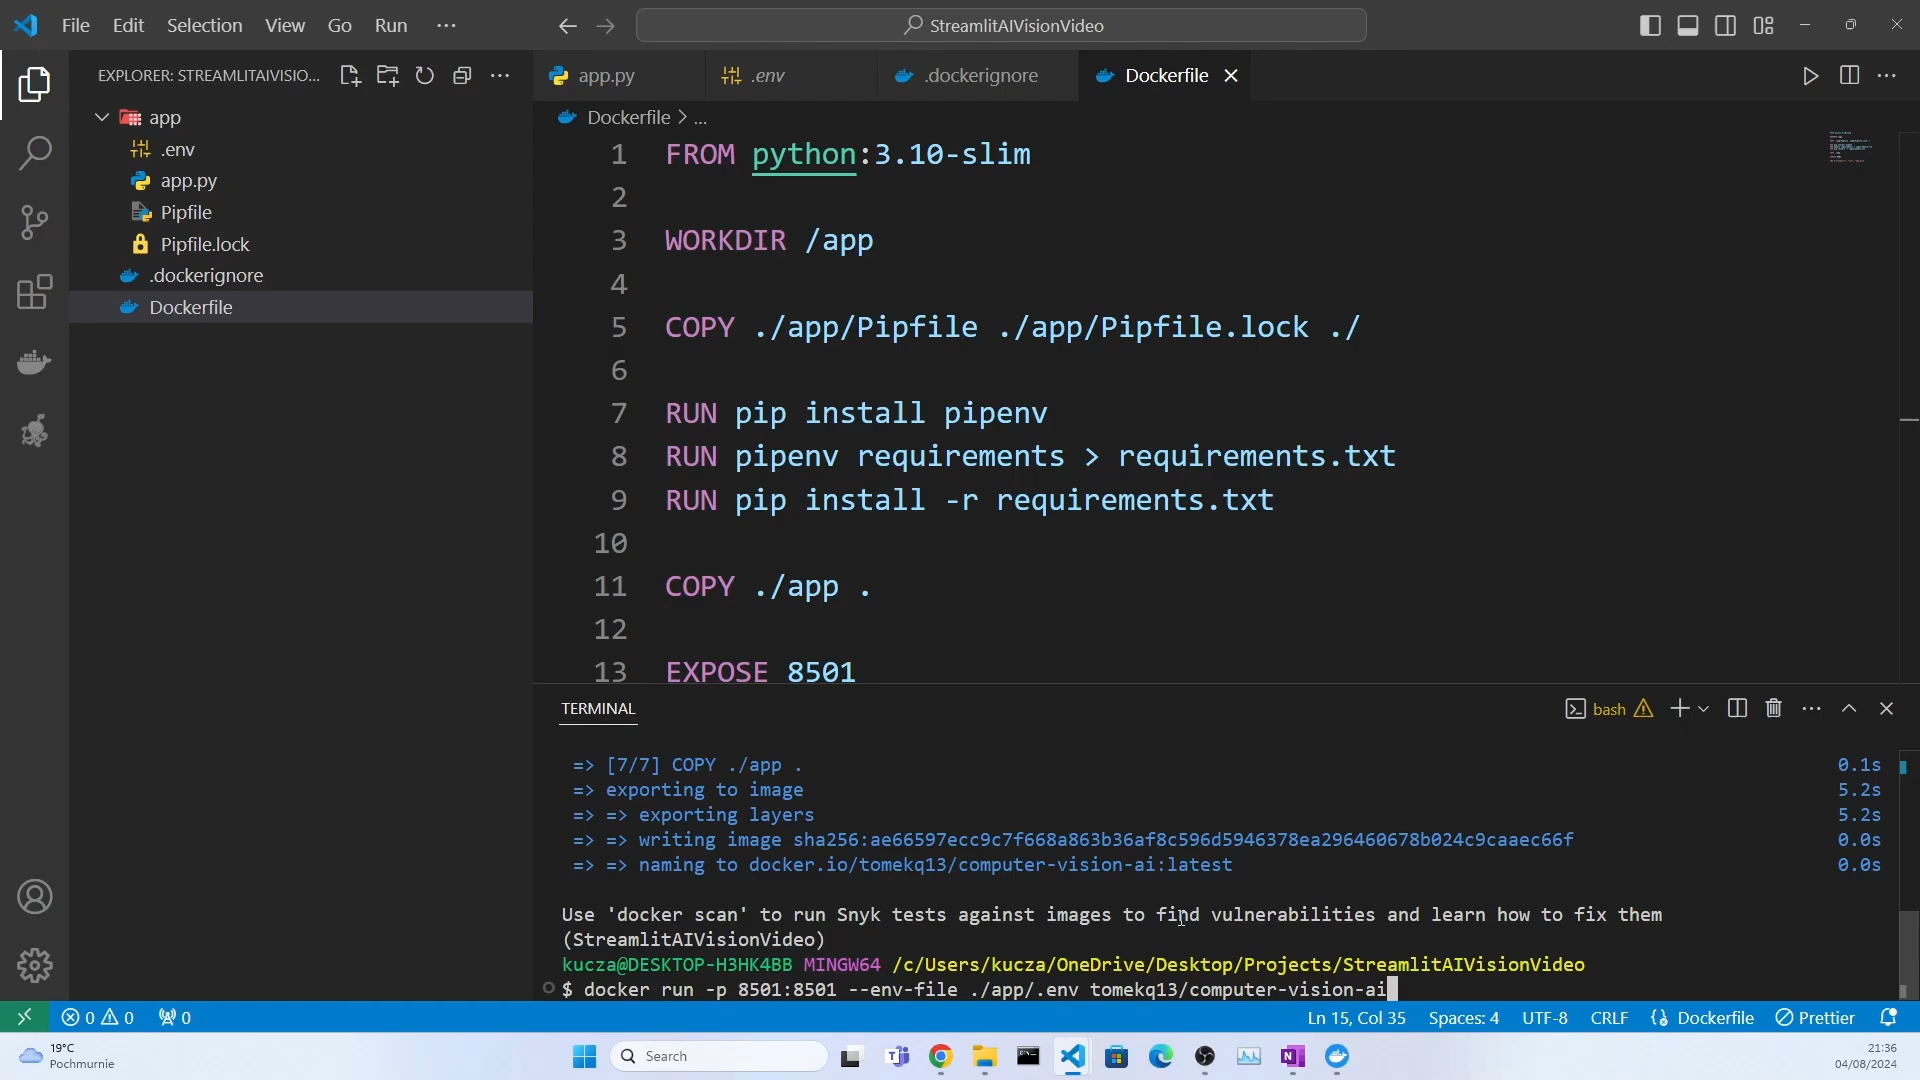 File Edit Selection View Go Run ···
StreamlitAIVisionVideo
EXPLORER: STREAMLITAIVISIO...
app
.env
app.py
Pipfile
Pipfile.lock
.dockerignore
Dockerfile
app.py
.env
.dockerignore
Dockerfile
Dockerfile > ...
1 FROM python:3.10-slim
2
3 WORKDIR /app
4
5 COPY ./app/Pipfile ./app/Pipfile.lock ./
6
7 RUN pip install pipenv
8 RUN pipenv requirements > requirements.txt
9 RUN pip install -r requirements.txt
10
11 COPY ./app .
12
13 EXPOSE 8501
TERMINAL
bash
=> [7/7] COPY ./app . 0.1s
=> exporting to image 5.2s
=> => exporting layers 5.2s
=> => writing image sha256:ae66597ecc9c7f668a863b36af8c596d5946378ea296460678b024c9caaec66f 0.0s
=> => naming to docker.io/tomekq13/computer-vision-ai:latest 0.0s
Use 'docker scan' to run Snyk tests against images to find vulnerabilities and learn how to fix them
(StreamlitAIVisionVideo)
kucza@DESKTOP-H3HK4BB MINGW64 /c/Users/kucza/OneDrive/Desktop/Projects/StreamlitAIVisionVideo
$ docker run -p 8501:8501 --env-file ./app/.env tomekq13/computer-vision-ai
0 0 0 Ln 15, Col 35 Spaces: 4 UTF-8 CRLF Dockerfile Prettier
19°C
Pochmurnie
Search
21:36
04/08/2024